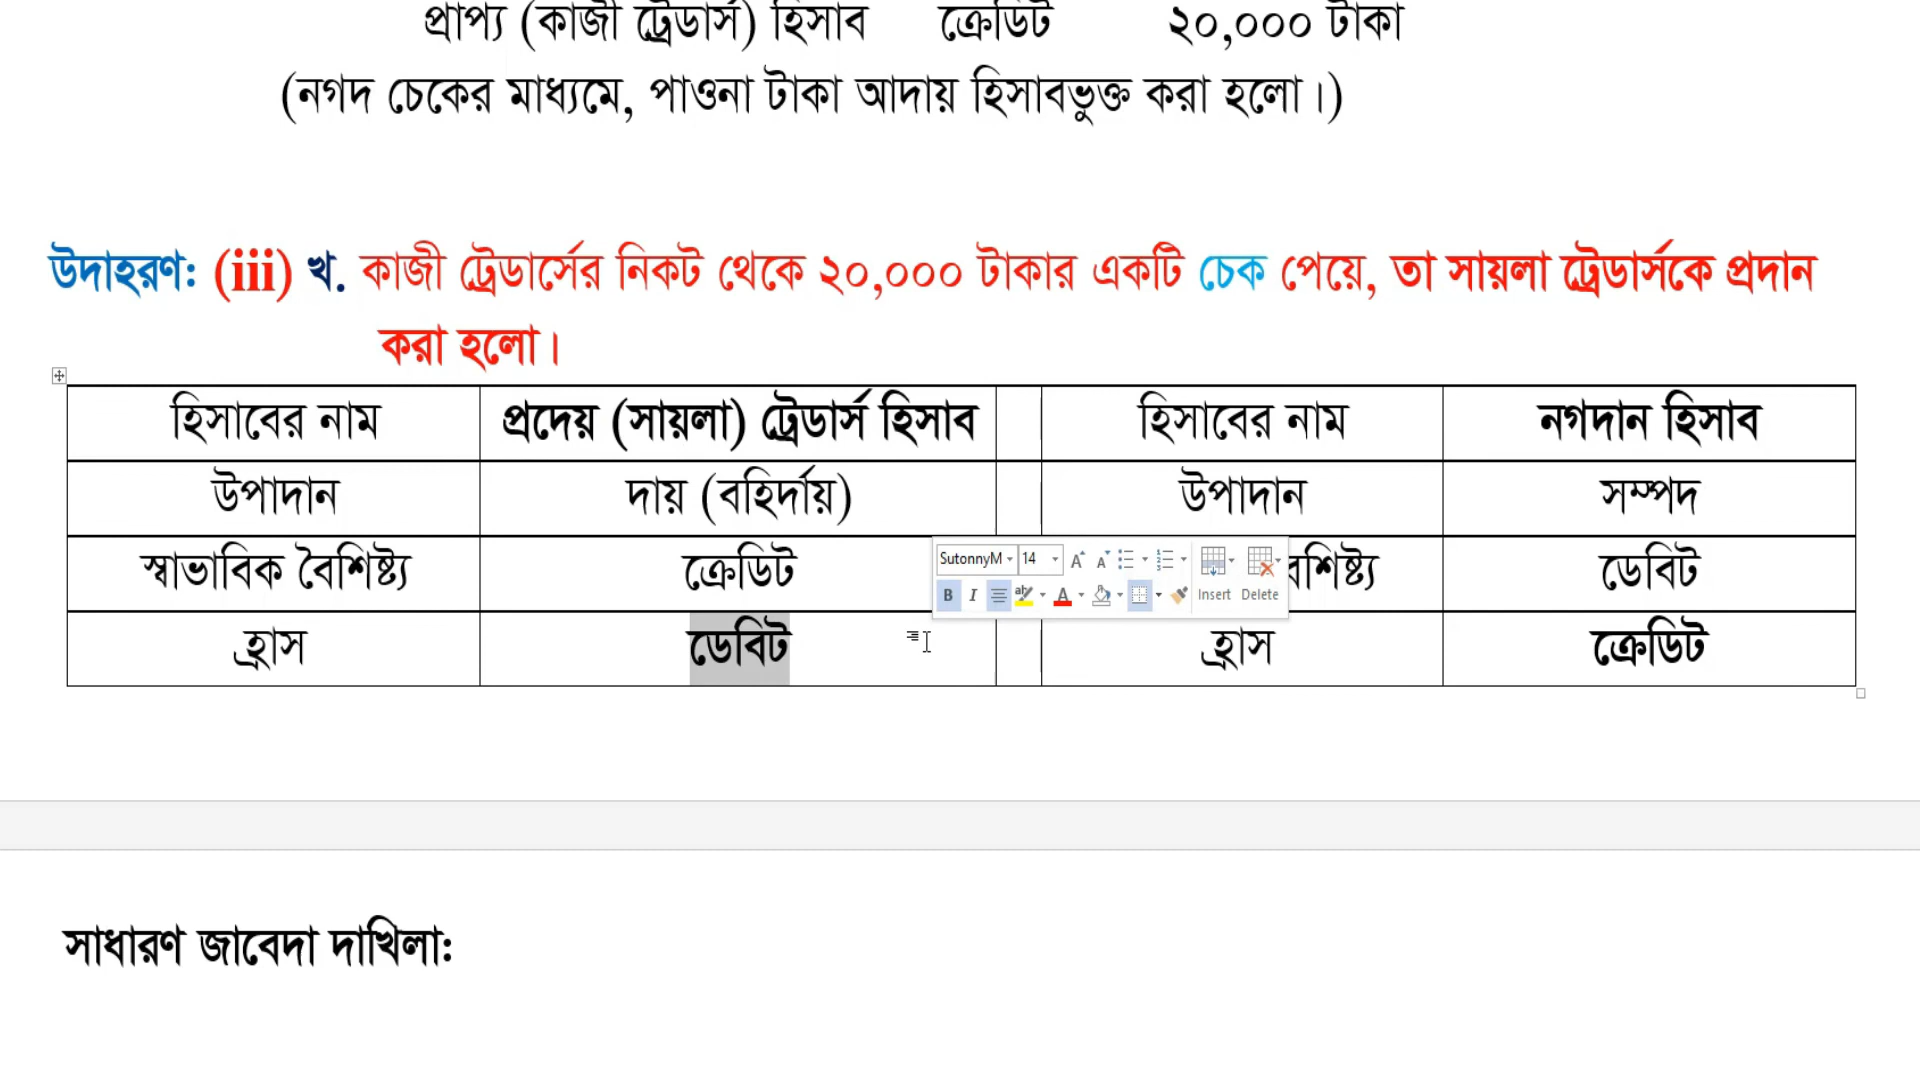 প্রাপ্য (কাজী ট্রেডার্স) হিসাব ক্রেডিট ২০,০০০ টাকা
(নগদ চেকের মাধ্যমে, পাওনা টাকা আদায় হিসাবভুক্ত করা হলো।)
উদাহরণ: (iii) খ. কাজী ট্রেডার্সের নিকট থেকে ২০,০০০ টাকার একটি চেক পেয়ে, তা সায়লা ট্রেডার্সকে প্রদান
করা হলো।
হিসাবের নাম প্রদেয় (সায়লা) ট্রেডার্স হিসাব হিসাবের নাম নগদান হিসাব
উপাদান দায় (বহির্দায়) উপাদান সম্পদ
স্বাভাবিক বৈশিষ্ট্য ক্রেডিট বৈশিষ্ট্য ডেবিট
SutonnyM 14
B I A Insert Delete
হ্রাস ডেবিট হ্রাস ক্রেডিট
সাধারণ জাবেদা দাখিলা: